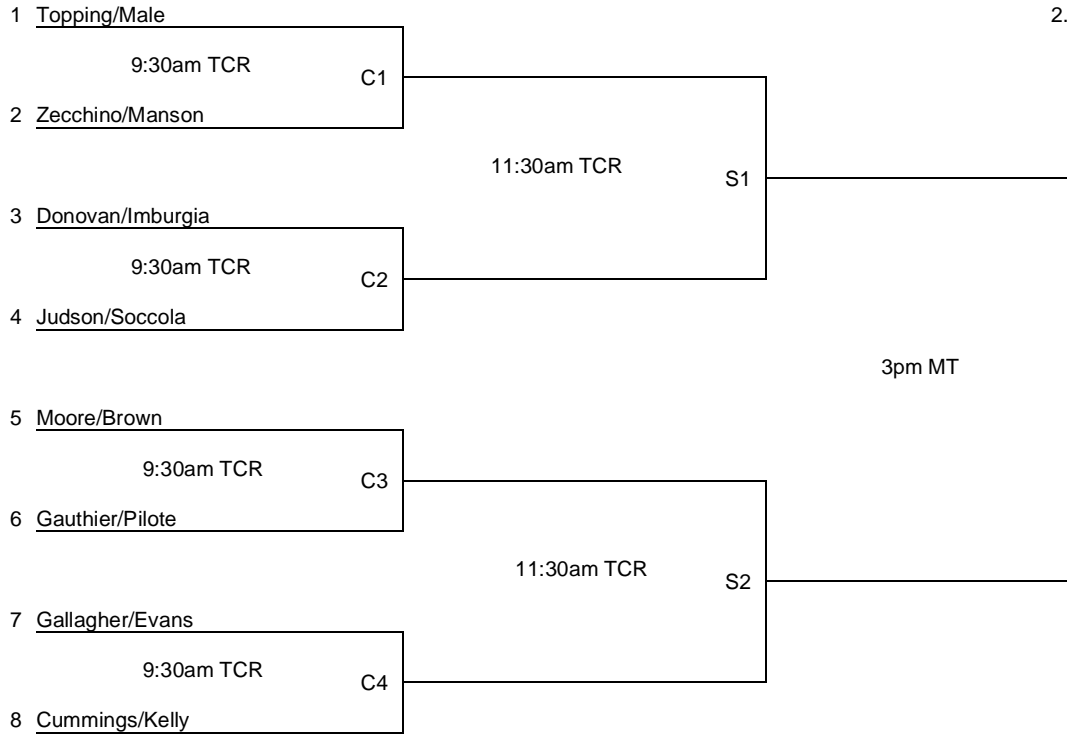 1 Topping/Male
2.
9:30am TCR
C1
2 Zecchino/Manson
11:30am TCR
S1
3 Donovan/Imburgia
9:30am TCR
C2
4 Judson/Soccola
3pm MT
5 Moore/Brown
9:30am TCR
C3
6 Gauthier/Pilote
11:30am TCR
S2
7 Gallagher/Evans
9:30am TCR
C4
8 Cummings/Kelly